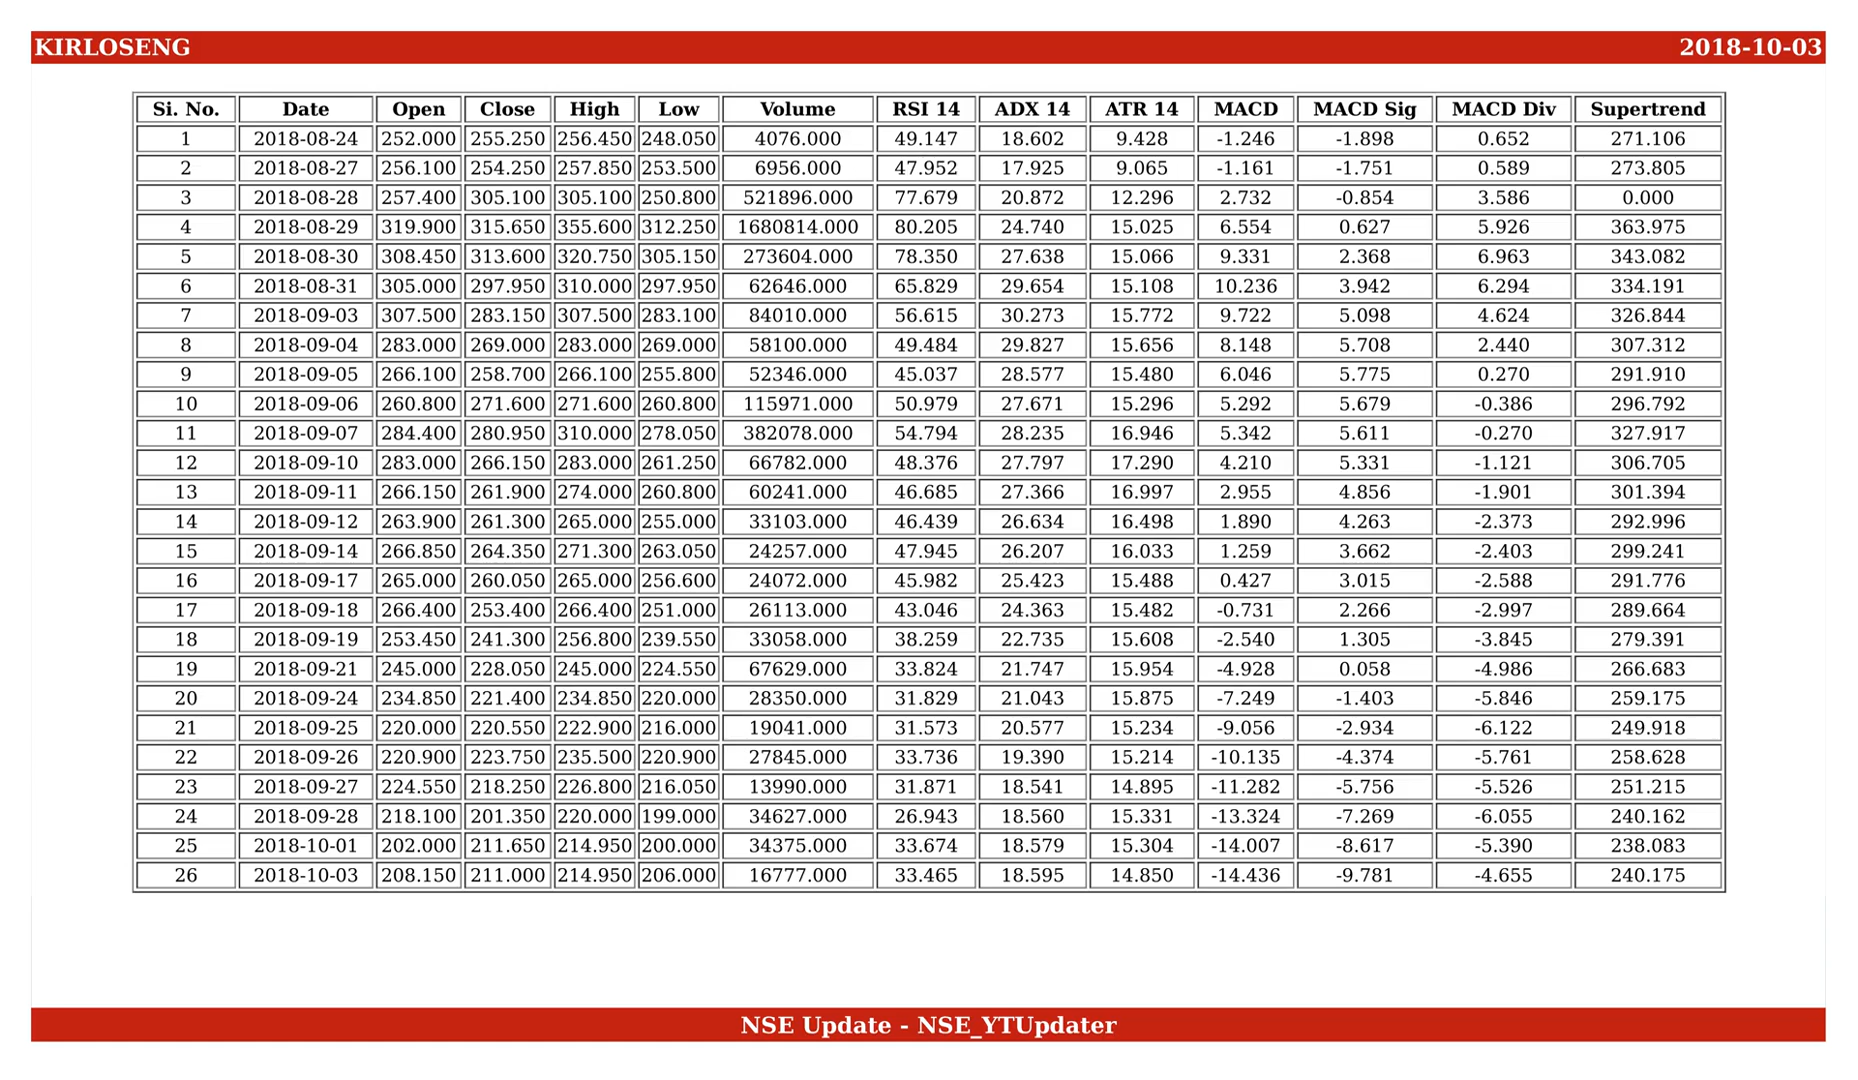 KIRLOSENG 2018-10-03
Si. No. Date Open Close High Low Volume RSI 14 ADX 14 ATR 14 MACD MACD Sig MACD Div Supertrend
1 2018-08-24 252.000 255.250 256.450 248.050 4076.000 49.147 18.602 9.428 -1.246 -1.898 0.652 271.106
2 2018-08-27 256.100 254.250 257.850 253.500 6956.000 47.952 17.925 9.065 -1.161 -1.751 0.589 273.805
3 2018-08-28 257.400 305.100 305.100 250.800 521896.000 77.679 20.872 12.296 2.732 -0.854 3.586 0.000
4 2018-08-29 319.900 315.650 355.600 312.250 1680814.000 80.205 24.740 15.025 6.554 0.627 5.926 363.975
5 2018-08-30 308.450 313.600 320.750 305.150 273604.000 78.350 27.638 15.066 9.331 2.368 6.963 343.082
6 2018-08-31 305.000 297.950 310.000 297.950 62646.000 65.829 29.654 15.108 10.236 3.942 6.294 334.191
7 2018-09-03 307.500 283.150 307.500 283.100 84010.000 56.615 30.273 15.772 9.722 5.098 4.624 326.844
8 2018-09-04 283.000 269.000 283.000 269.000 58100.000 49.484 29.827 15.656 8.148 5.708 2.440 307.312
9 2018-09-05 266.100 258.700 266.100 255.800 52346.000 45.037 28.577 15.480 6.046 5.775 0.270 291.910
10 2018-09-06 260.800 271.600 271.600 260.800 115971.000 50.979 27.671 15.296 5.292 5.679 -0.386 296.792
11 2018-09-07 284.400 280.950 310.000 278.050 382078.000 54.794 28.235 16.946 5.342 5.611 -0.270 327.917
12 2018-09-10 283.000 266.150 283.000 261.250 66782.000 48.376 27.797 17.290 4.210 5.331 -1.121 306.705
13 2018-09-11 266.150 261.900 274.000 260.800 60241.000 46.685 27.366 16.997 2.955 4.856 -1.901 301.394
14 2018-09-12 263.900 261.300 265.000 255.000 33103.000 46.439 26.634 16.498 1.890 4.263 -2.373 292.996
15 2018-09-14 266.850 264.350 271.300 263.050 24257.000 47.945 26.207 16.033 1.259 3.662 -2.403 299.241
16 2018-09-17 265.000 260.050 265.000 256.600 24072.000 45.982 25.423 15.488 0.427 3.015 -2.588 291.776
17 2018-09-18 266.400 253.400 266.400 251.000 26113.000 43.046 24.363 15.482 -0.731 2.266 -2.997 289.664
18 2018-09-19 253.450 241.300 256.800 239.550 33058.000 38.259 22.735 15.608 -2.540 1.305 -3.845 279.391
19 2018-09-21 245.000 228.050 245.000 224.550 67629.000 33.824 21.747 15.954 -4.928 0.058 -4.986 266.683
20 2018-09-24 234.850 221.400 234.850 220.000 28350.000 31.829 21.043 15.875 -7.249 -1.403 -5.846 259.175
21 2018-09-25 220.000 220.550 222.900 216.000 19041.000 31.573 20.577 15.234 -9.056 -2.934 -6.122 249.918
22 2018-09-26 220.900 223.750 235.500 220.900 27845.000 33.736 19.390 15.214 -10.135 -4.374 -5.761 258.628
23 2018-09-27 224.550 218.250 226.800 216.050 13990.000 31.871 18.541 14.895 -11.282 -5.756 -5.526 251.215
24 2018-09-28 218.100 201.350 220.000 199.000 34627.000 26.943 18.560 15.331 -13.324 -7.269 -6.055 240.162
25 2018-10-01 202.000 211.650 214.950 200.000 34375.000 33.674 18.579 15.304 -14.007 -8.617 -5.390 238.083
26 2018-10-03 208.150 211.000 214.950 206.000 16777.000 33.465 18.595 14.850 -14.436 -9.781 -4.655 240.175
NSE Update - NSE_YTUpdater